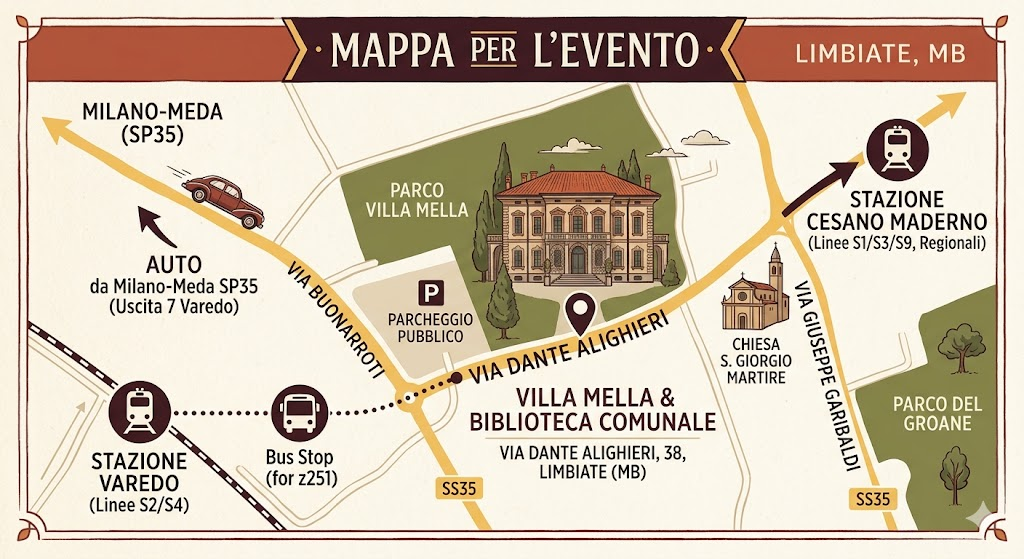 MAPPA PER L'EVENTO
LIMBIATE, MB
MILANO-MEDA
(SP35)
AUTO
da Milano-Meda SP35
(Uscita 7 Varedo)
VIA BUONARROTI
PARCO
VILLA MELLA
P
PARCHEGGIO
PUBBLICO
VIA DANTE ALIGHIERI
STAZIONE
CESANO MADERNO
(Linee S1/S3/S9, Regionali)
CHIESA
S. GIORGIO
MARTIRE
VIA GIUSEPPE GARIBALDI
PARCO DEL
GROANE
VILLA MELLA &
BIBLIOTECA COMUNALE
VIA DANTE ALIGHIERI, 38,
LIMBIATE (MB)
STAZIONE
VAREDO
(Linee S2/S4)
Bus Stop
(for z251)
SS35
SS35